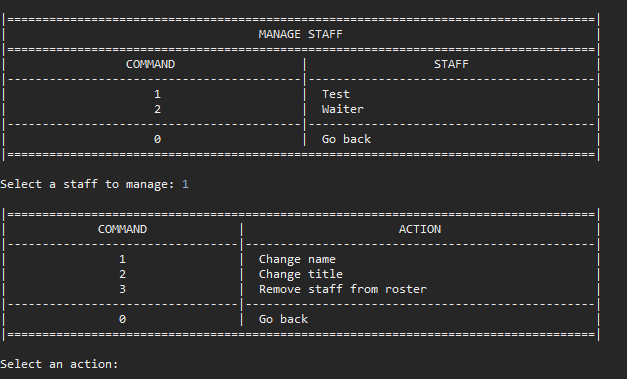 |====================================================================================|
|                                    MANAGE STAFF                                    |
|====================================================================================|
|                 COMMAND                  |                  STAFF                  |
|------------------------------------------|-----------------------------------------|
|                     1                    |  Test                                   |
|                     2                    |  Waiter                                 |
|------------------------------------------|-----------------------------------------|
|                     0                    |  Go back                                |
|====================================================================================|
Select a staff to manage: 1
|====================================================================================|
|             COMMAND             |                      ACTION                      |
|---------------------------------|--------------------------------------------------|
|                1                |  Change name                                     |
|                2                |  Change title                                    |
|                3                |  Remove staff from roster                        |
|---------------------------------|--------------------------------------------------|
|                0                |  Go back                                         |
|====================================================================================|
Select an action: